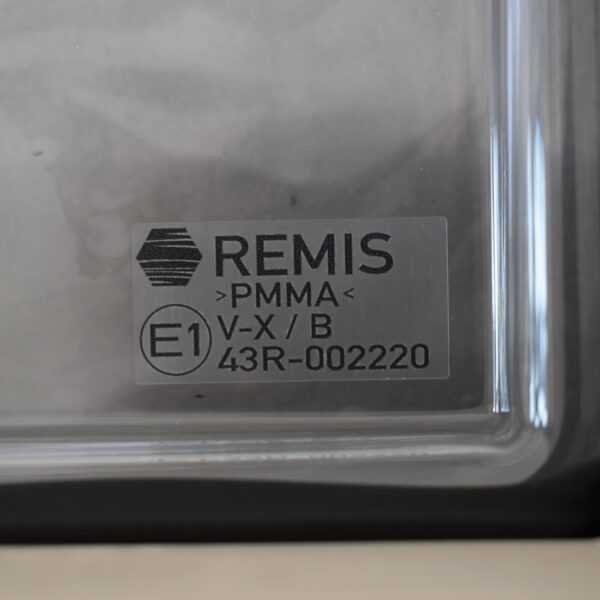 REMIS
>PMMA<
E1
V-X / B
43R-002220